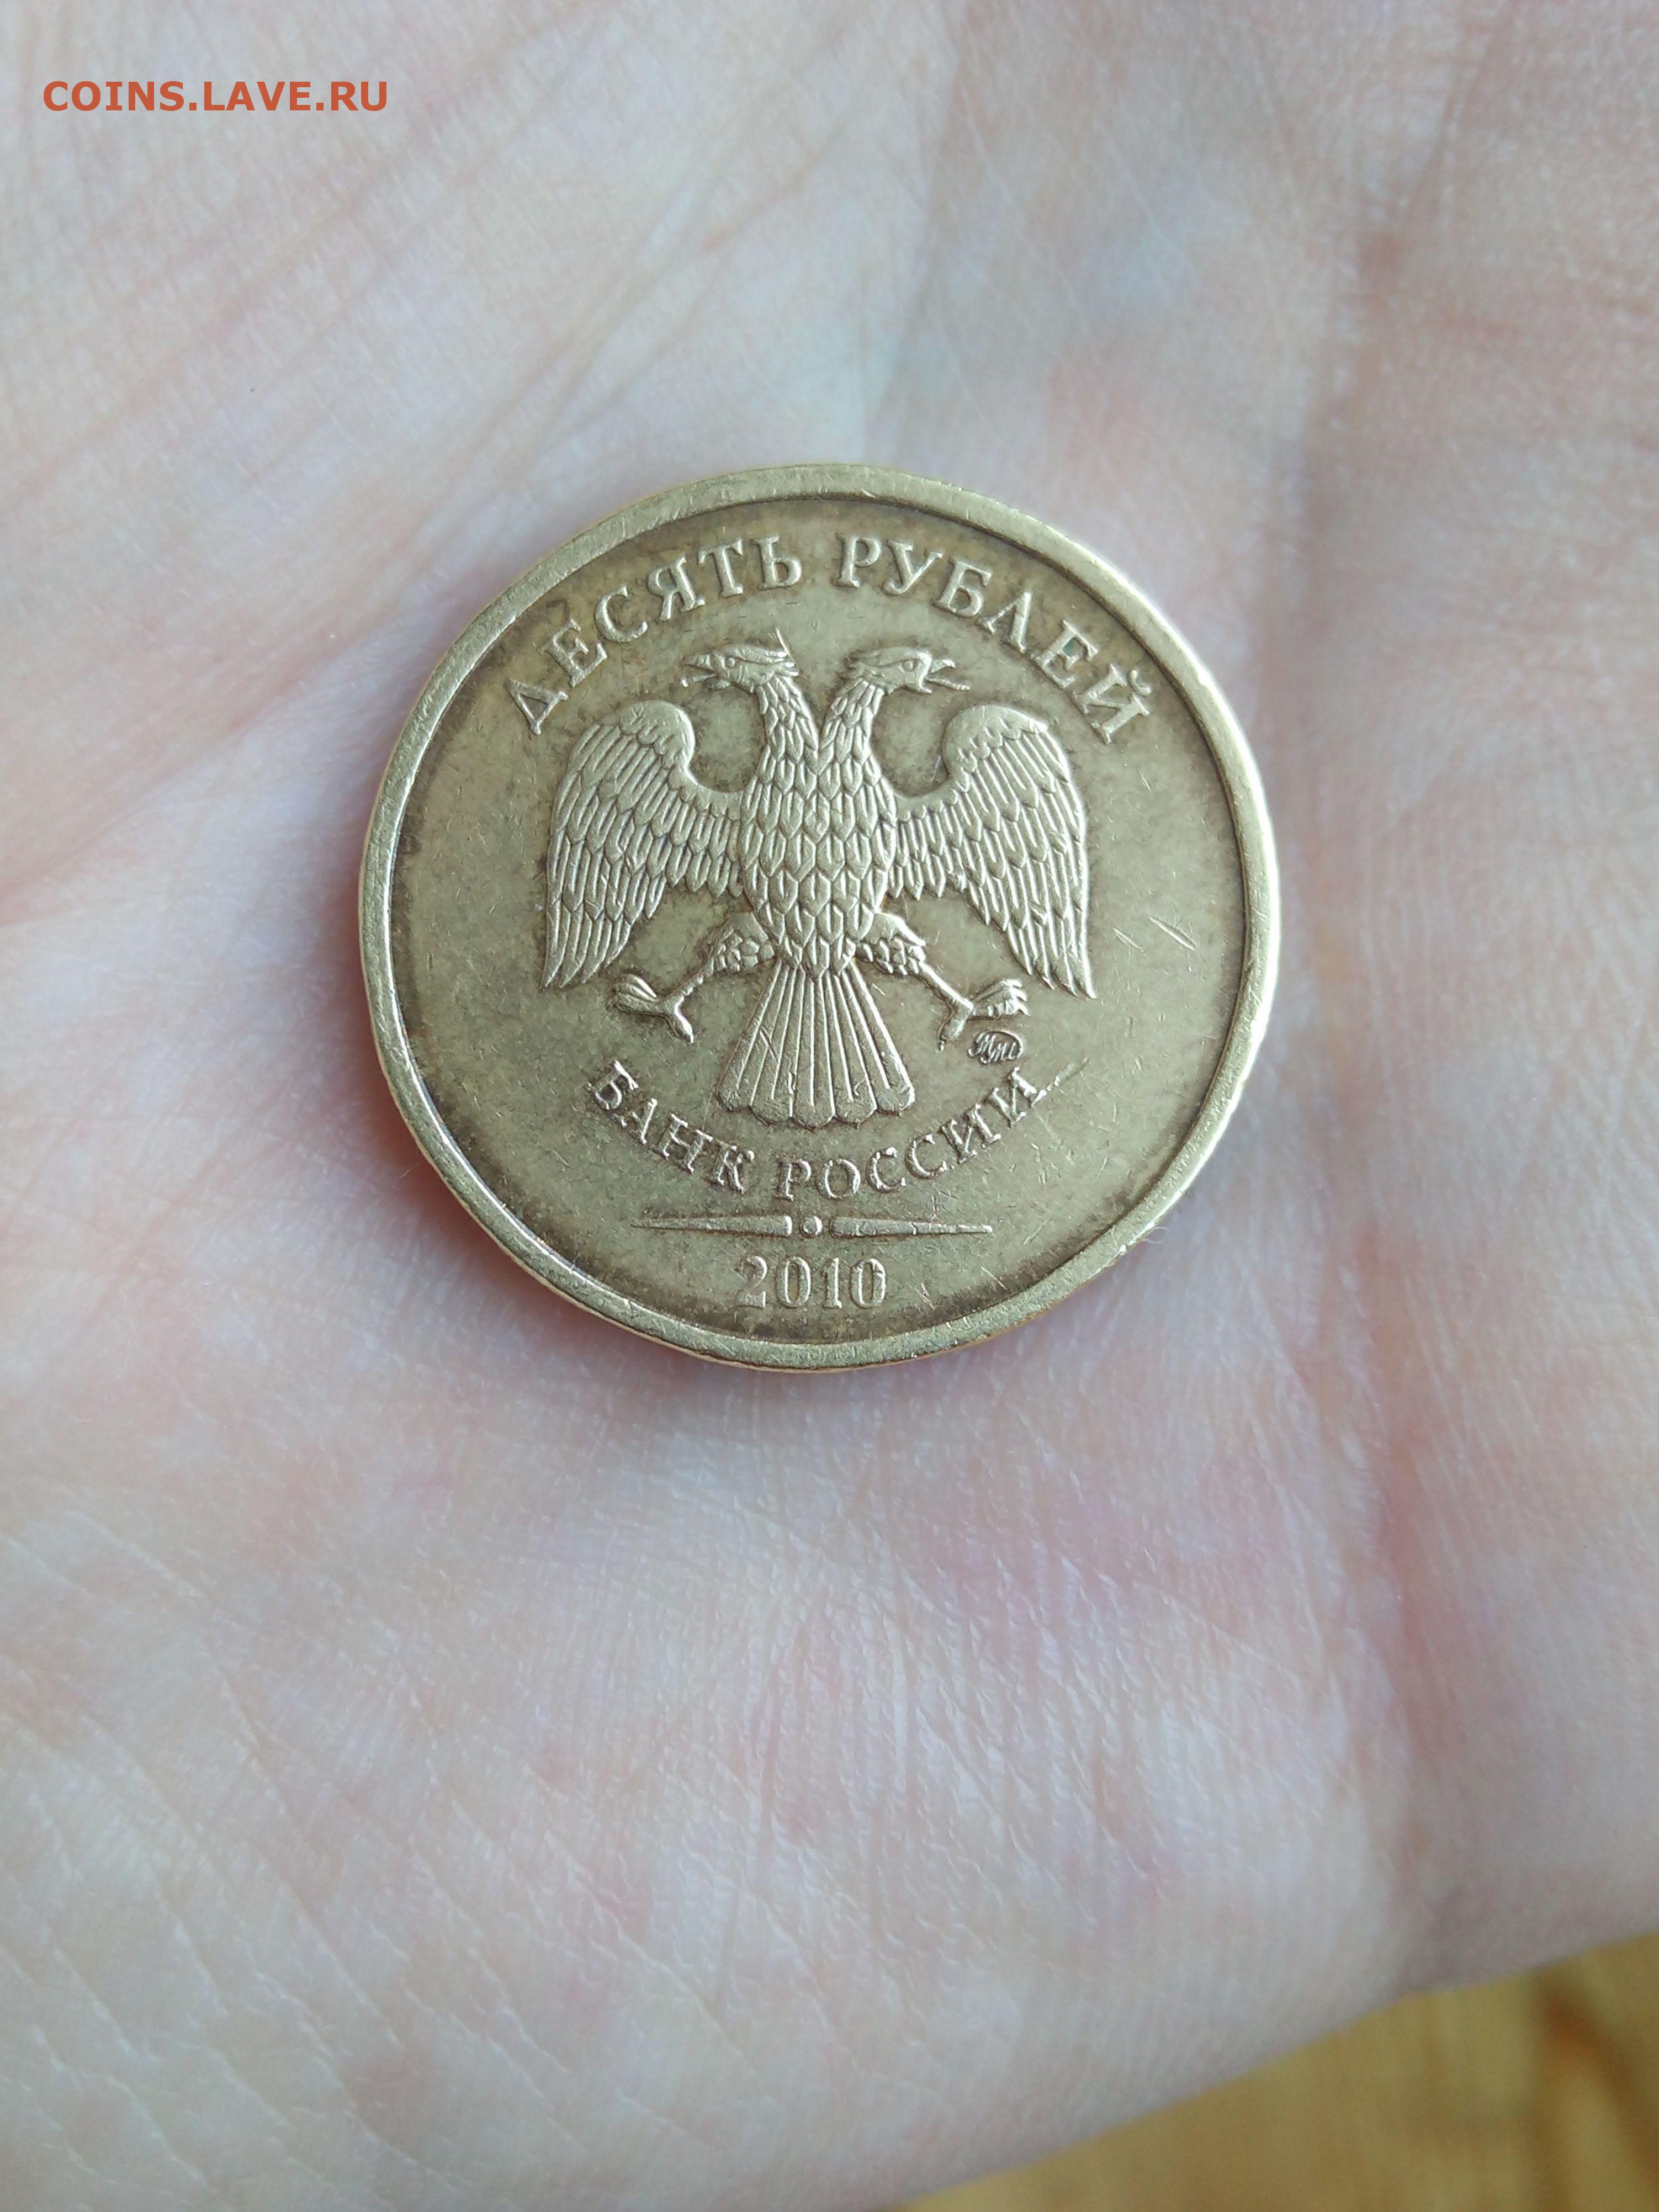 COINS.LAVE.RU
ДЕСЯТЬ РУБЛЕЙ
ММД
БАНК РОССИИ
2010